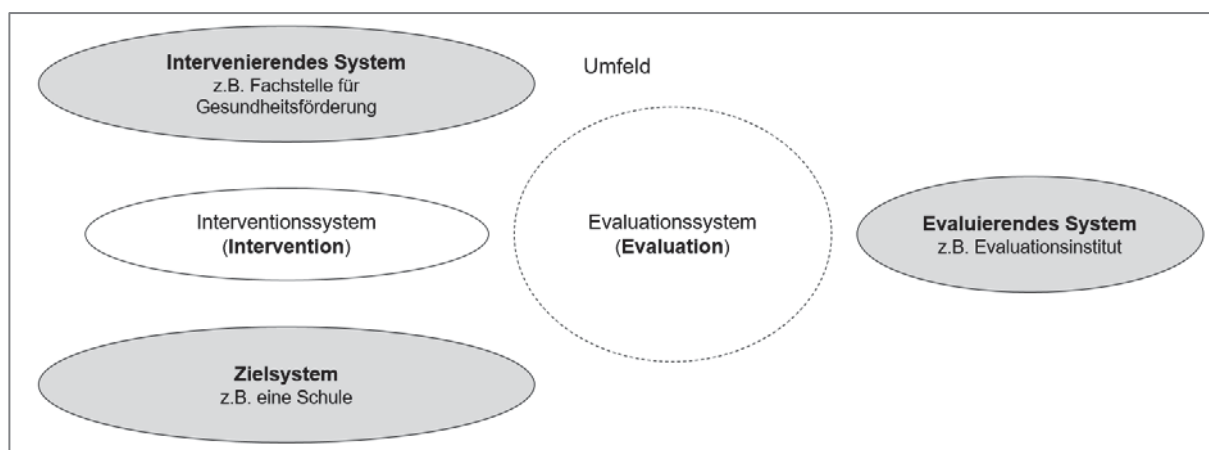 Intervenierendes System
z.B. Fachstelle für
Gesundheitsförderung
Umfeld
Interventionssystem
(Intervention)
Evaluationssystem
(Evaluation)
Evaluierendes System
z.B. Evaluationsinstitut
Zielsystem
z.B. eine Schule